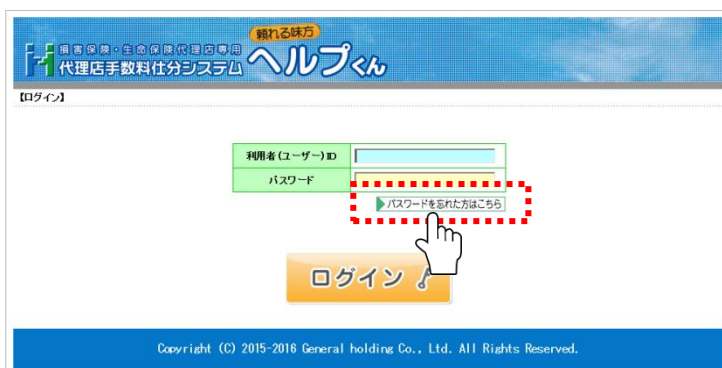 頼れる味方
損害保険・生命保険代理店専用
代理店手数料仕分システム ヘルプくん
【ログイン】
利用者(ユーザー)ID
パスワード
パスワードを忘れた方はこちら
ログイン
Copyright (C) 2015-2016 General holding Co., Ltd. All Rights Reserved.